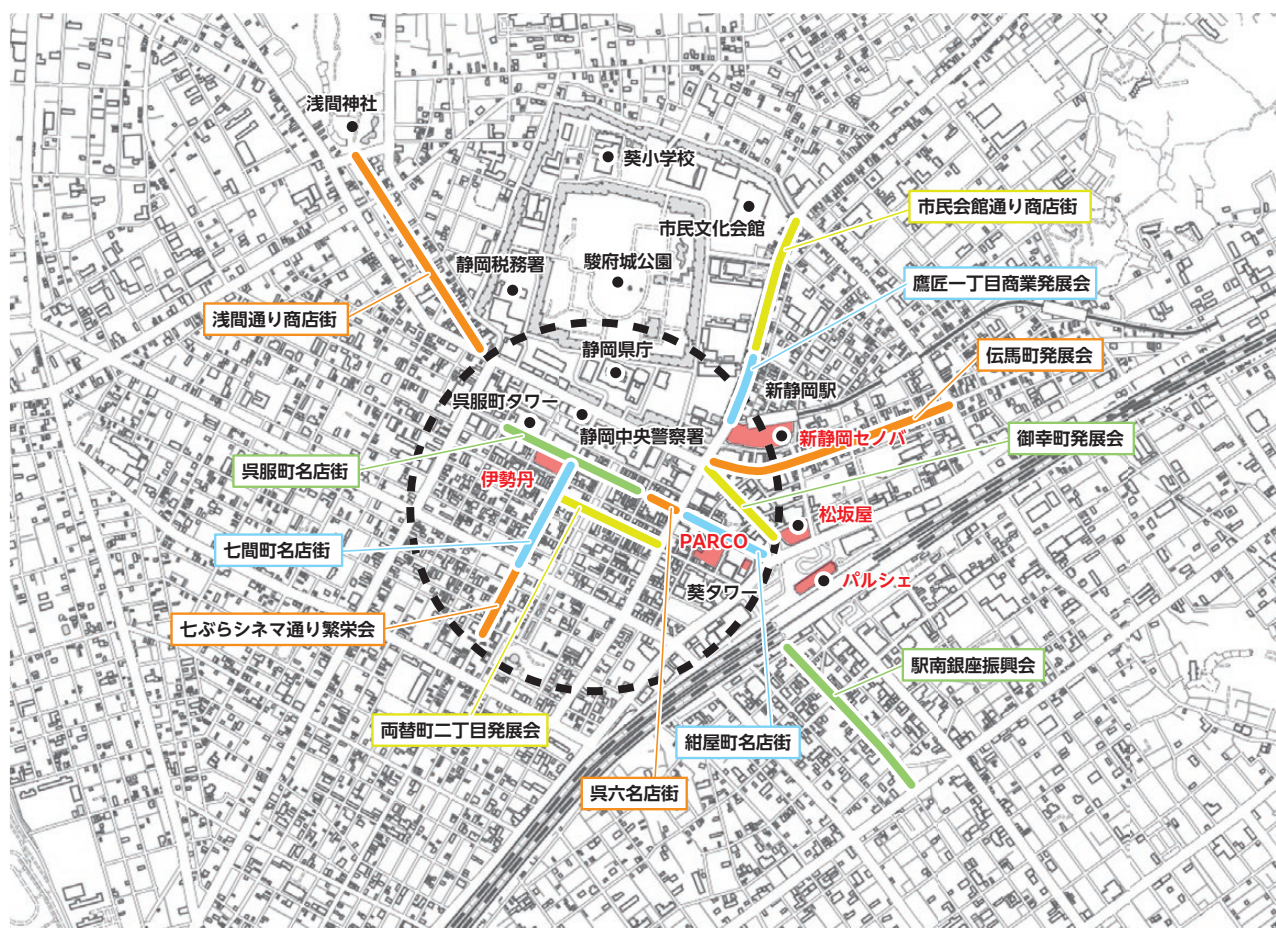 浅間神社
葵小学校
市民会館通り商店街
市民文化会館
静岡税務署
駿府城公園
鷹匠一丁目商業発展会
浅間通り商店街
静岡県庁
伝馬町発展会
新静岡駅
呉服町タワー
静岡中央警察署
新静岡セノバ
御幸町発展会
呉服町名店街
伊勢丹
松坂屋
七間町名店街
PARCO
パルシェ
葵タワー
七ぶらシネマ通り繁栄会
駅南銀座振興会
両替町二丁目発展会
紺屋町名店街
呉六名店街